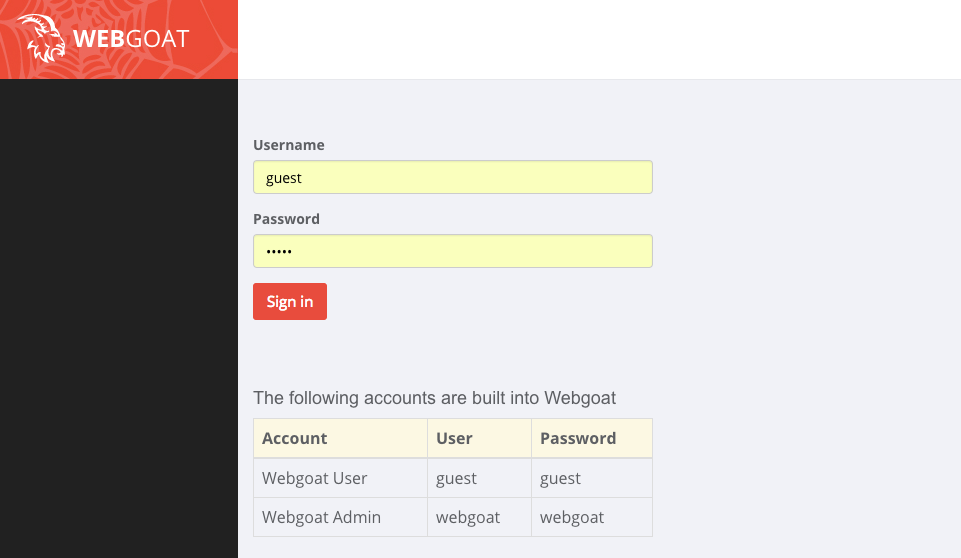 WEBGOAT
Username
guest
Password
•••••
Sign in
The following accounts are built into Webgoat
Account User Password
Webgoat User guest guest
Webgoat Admin webgoat webgoat